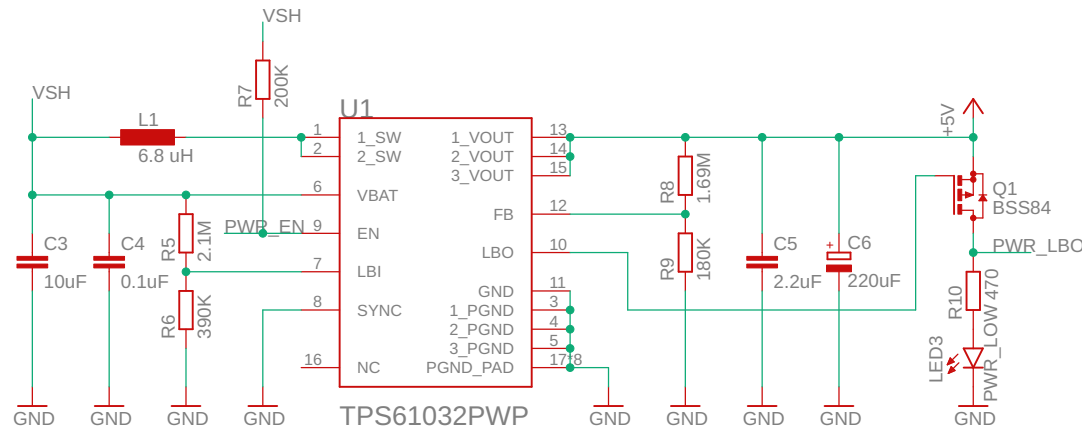 VSH
VSH
R7
200K
L1
6.8 uH
U1
1
1_SW
2
2_SW
6
VBAT
9
EN
7
LBI
8
SYNC
16
NC
1_VOUT
13
2_VOUT
14
3_VOUT
15
FB
12
LBO
10
GND
11
1_PGND
3
2_PGND
4
3_PGND
5
PGND_PAD
17*8
TPS61032PWP
PWR_EN
C3
10uF
C4
0.1uF
R5
2.1M
R6
390K
R8
1.69M
R9
180K
C5
2.2uF
+
C6
220uF
+5V
Q1
BSS84
PWR_LBO
R10
470
LED3
PWR_LOW
GND
GND
GND
GND
GND
GND
GND
GND
GND